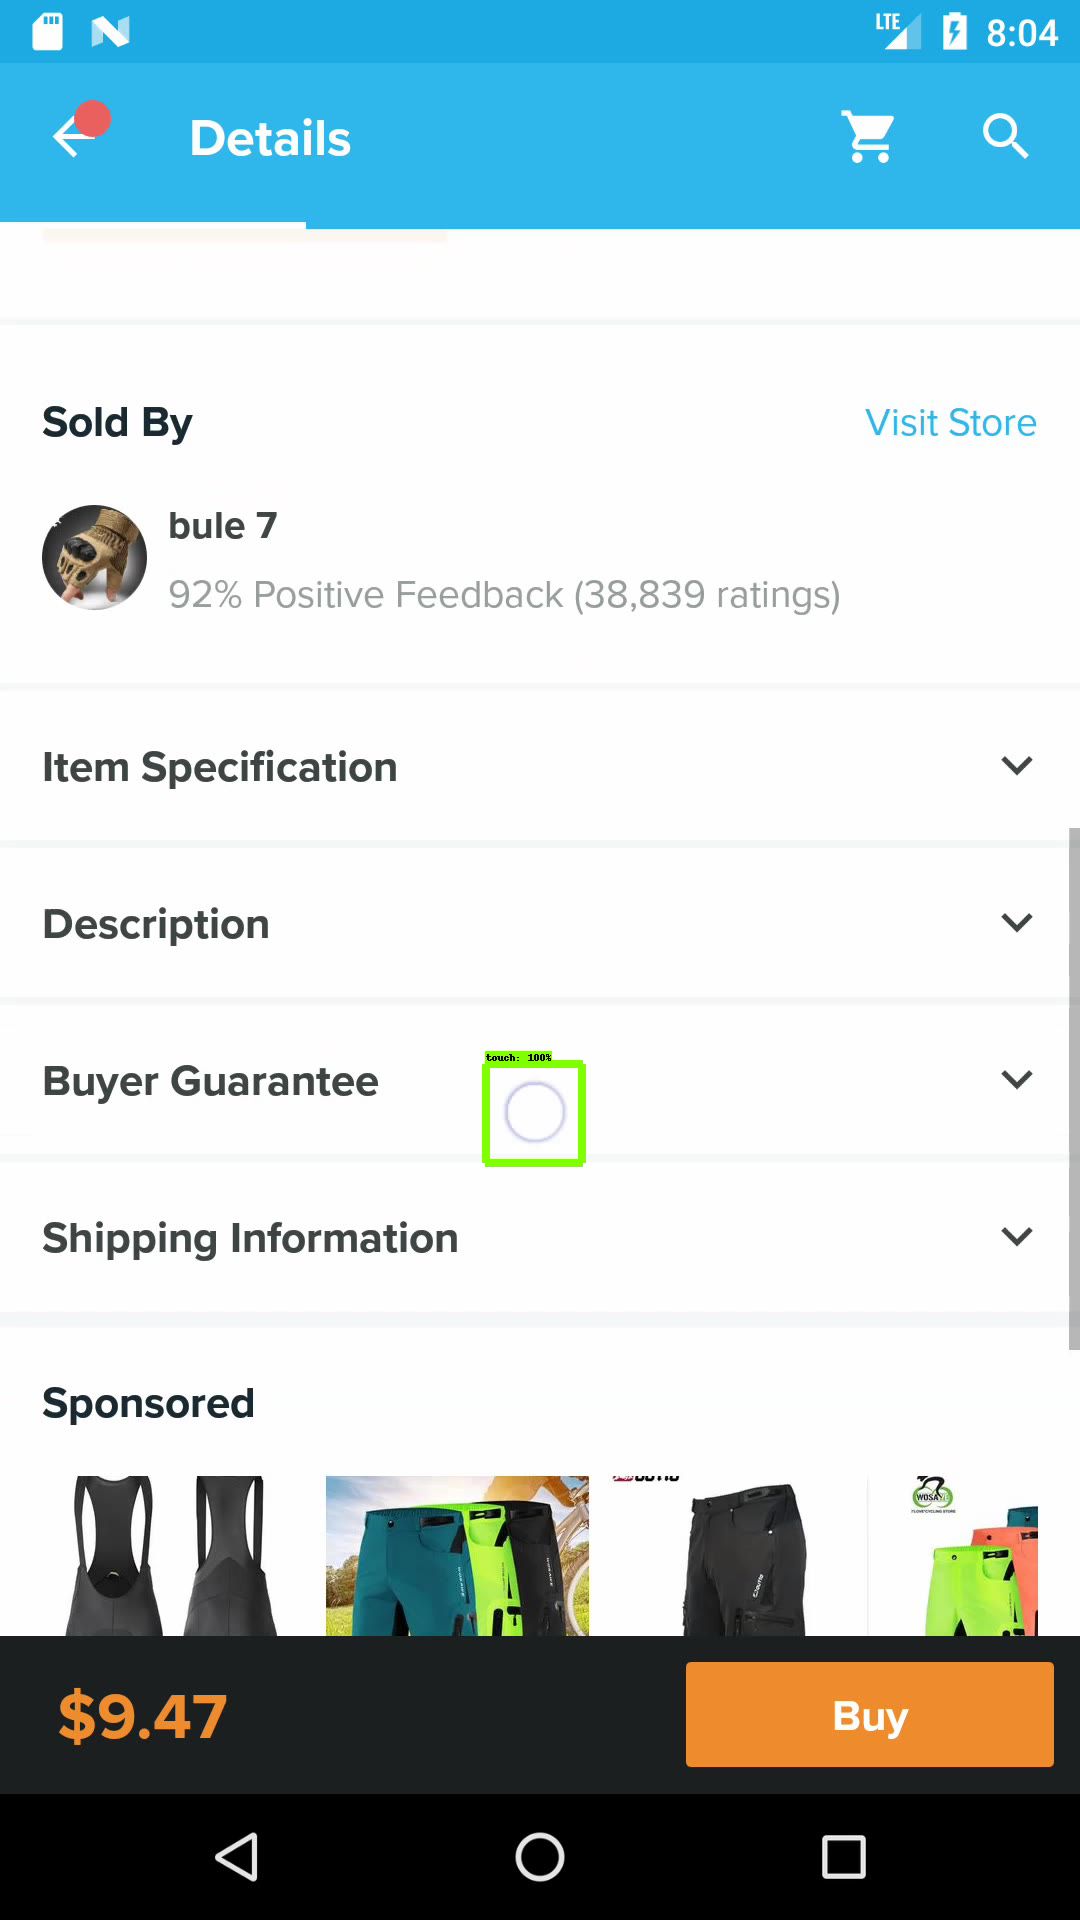 LTE 8:04
Details
Sold By
Visit Store
bule 7
92% Positive Feedback (38,839 ratings)
Item Specification
Description
touch: 100%
Buyer Guarantee
Shipping Information
Sponsored
WOSAWE
$9.47
Buy